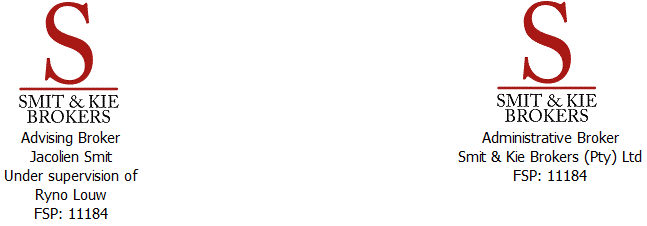 S
SMIT & KIE
BROKERS
Advising Broker
Jacolien Smit
Under supervision of
Ryno Louw
FSP: 11184
S
SMIT & KIE
BROKERS
Administrative Broker
Smit & Kie Brokers (Pty) Ltd
FSP: 11184